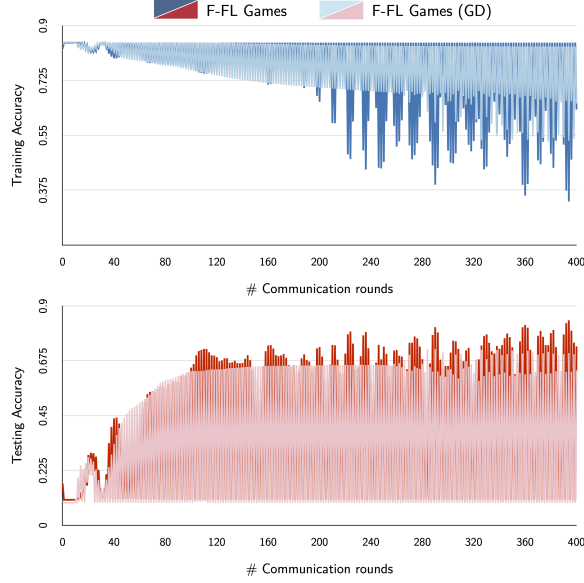 F-FL Games F-FL Games (GD)
Training Accuracy
0.9
0.725
0.55
0.375
0 40 80 120 160 200 240 280 320 360 400
# Communication rounds
Testing Accuracy
0.9
0.675
0.45
0.225
0
0 40 80 120 160 200 240 280 320 360 400
# Communication rounds